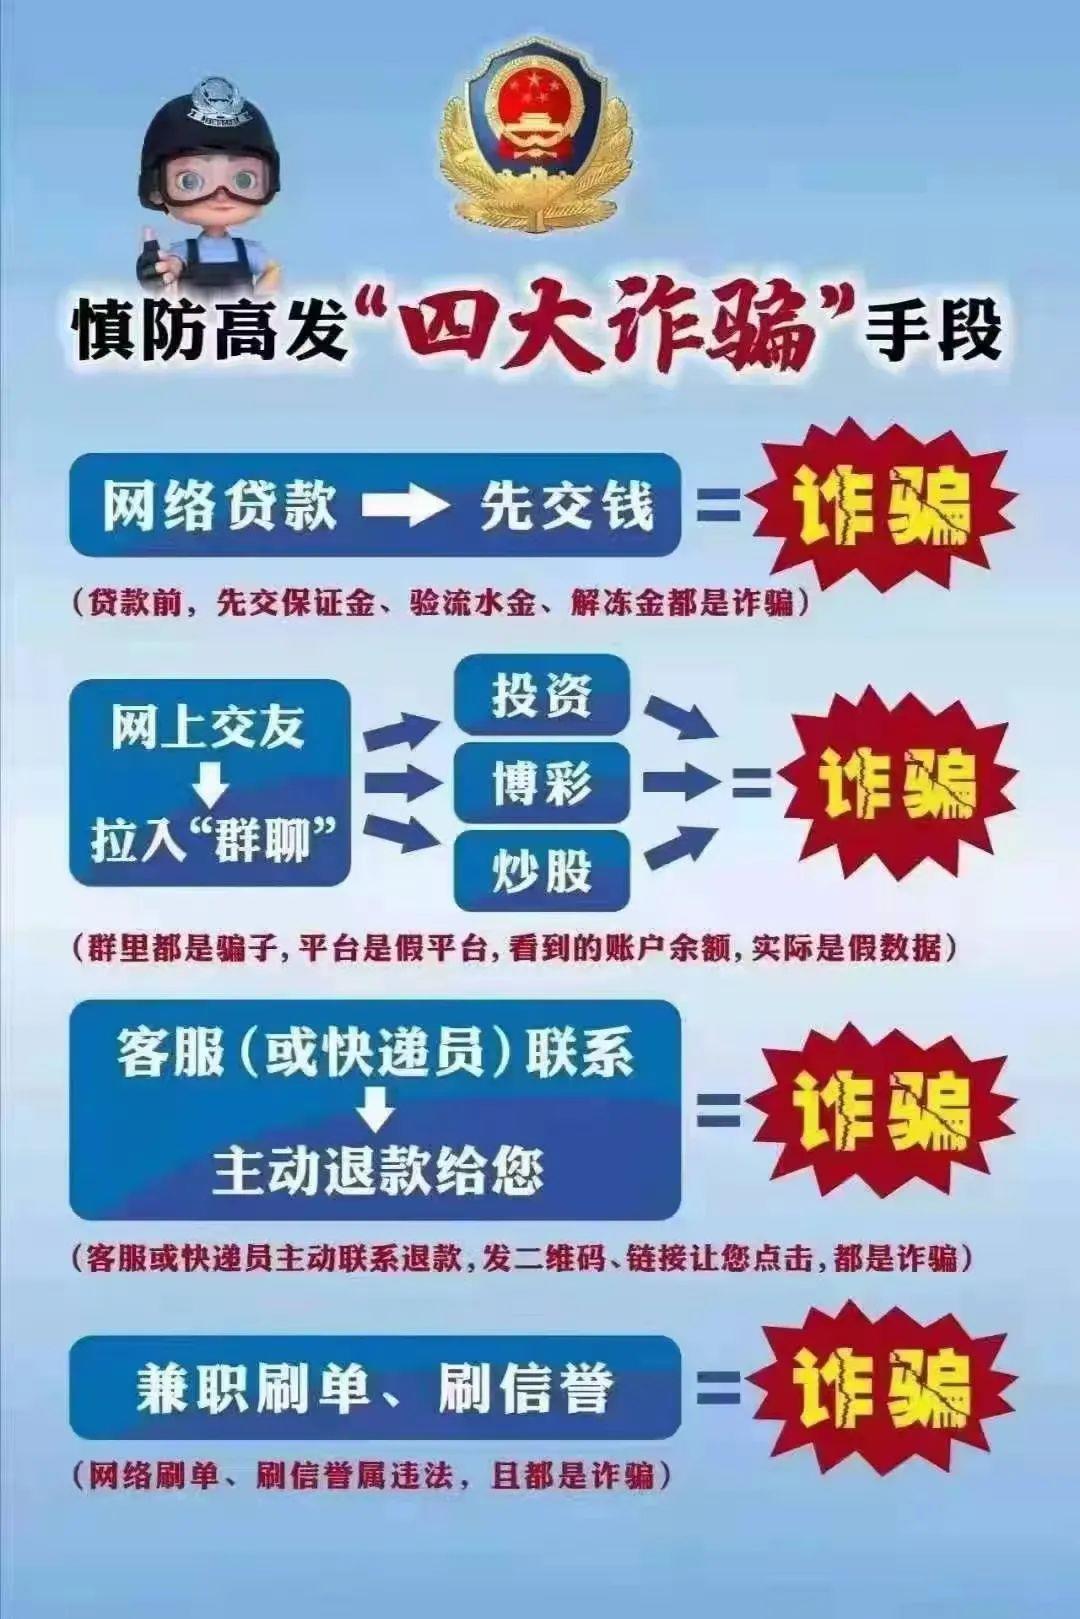 慎防高发“四大诈骗”手段
网络贷款 → 先交钱 = 诈骗
（贷款前，先交保证金、验流水金、解冻金都是诈骗）
网上交友
拉入“群聊”
投资
博彩
炒股
= 诈骗
（群里都是骗子,平台是假平台,看到的账户余额,实际是假数据）
客服（或快递员）联系
主动退款给您
= 诈骗
（客服或快递员主动联系退款,发二维码、链接让您点击,都是诈骗）
兼职刷单、刷信誉 = 诈骗
（网络刷单、刷信誉属违法，且都是诈骗）